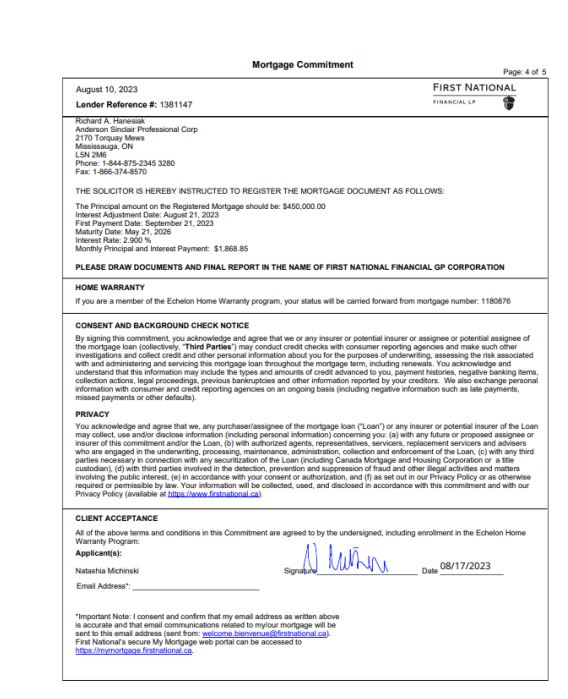 Mortgage Commitment
Page: 4 of 5
August 10, 2023
FIRST NATIONAL
FINANCIAL LP
Lender Reference #: 1381147
Richard A. Hanesiak
Anderson Sinclair Professional Corp
2170 Torquay Mews
Mississauga, ON
L5N 2M6
Phone: 1-844-875-2345 3280
Fax: 1-866-374-8570
THE SOLICITOR IS HEREBY INSTRUCTED TO REGISTER THE MORTGAGE DOCUMENT AS FOLLOWS:
The Principal amount on the Registered Mortgage should be: $450,000.00
Interest Adjustment Date: August 21, 2023
First Payment Date: September 21, 2023
Maturity Date: May 21, 2026
Interest Rate: 2.900 %
Monthly Principal and Interest Payment: $1,868.85
PLEASE DRAW DOCUMENTS AND FINAL REPORT IN THE NAME OF FIRST NATIONAL FINANCIAL GP CORPORATION
HOME WARRANTY
If you are a member of the Echelon Home Warranty program, your status will be carried forward from mortgage number: 1180876
CONSENT AND BACKGROUND CHECK NOTICE
By signing this commitment, you acknowledge and agree that we or any insurer or potential insurer or assignee or potential assignee of
the mortgage loan (collectively, "Third Parties") may conduct credit checks with consumer reporting agencies and make such other
investigations and collect credit and other personal information about you for the purposes of underwriting, assessing the risk associated
with and administering and servicing this mortgage loan throughout the mortgage term, including renewals. You acknowledge and
understand that this information may include the types and amounts of credit advanced to you, payment histories, negative banking items,
collection actions, legal proceedings, previous bankruptcies and other information reported by your creditors. We also exchange personal
information with consumer and credit reporting agencies on an ongoing basis (including negative information such as late payments,
missed payments or other defaults).
PRIVACY
You acknowledge and agree that we, any purchaser/assignee of the mortgage loan ("Loan") or any insurer or potential insurer of the Loan
may collect, use and/or disclose information (including personal information) concerning you: (a) with any future or proposed assignee or
insurer of this commitment and/or the Loan, (b) with authorized agents, representatives, services, replacement servicers and advisers
who are engaged in the underwriting, processing, maintenance, administration, collection and enforcement of the Loan, (c) with any third
parties necessary in connection with any securitization of the Loan (including Canada Mortgage and Housing Corporation or a title
custodian), (d) with third parties involved in the detection, prevention and suppression of fraud and other illegal activities and matters
involving the public interest, (e) in accordance with your consent or authorization, and (f) as set out in our Privacy Policy or as otherwise
required or permissible by law. Your information will be collected, used, and disclosed in accordance with this commitment and with our
Privacy Policy (available at https://www.firstnational.ca).
CLIENT ACCEPTANCE
All of the above terms and conditions in this Commitment are agreed to by the undersigned, including enrollment in the Echelon Home
Warranty Program:
Applicant(s):
Natashia Michinski Signature Date 08/17/2023
Email Address*:
*Important Note: I consent and confirm that my email address as written above
is accurate and that email communications related to my/our mortgage will be
sent to this email address (sent from: welcome.bienvenue@firstnational.ca).
First National's secure My Mortgage web portal can be accessed to
https://mymortgage.firstnational.ca.